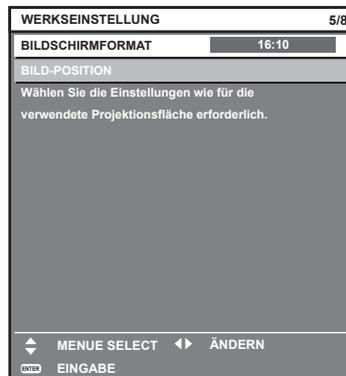 WERKSEINSTELLUNG 5/8
BILDSCHIRMFORMAT 16:10
BILD-POSITION
Wählen Sie die Einstellungen wie für die
verwendete Projektionsfläche erforderlich.
MENUE SELECT ÄNDERN
ENTER EINGABE